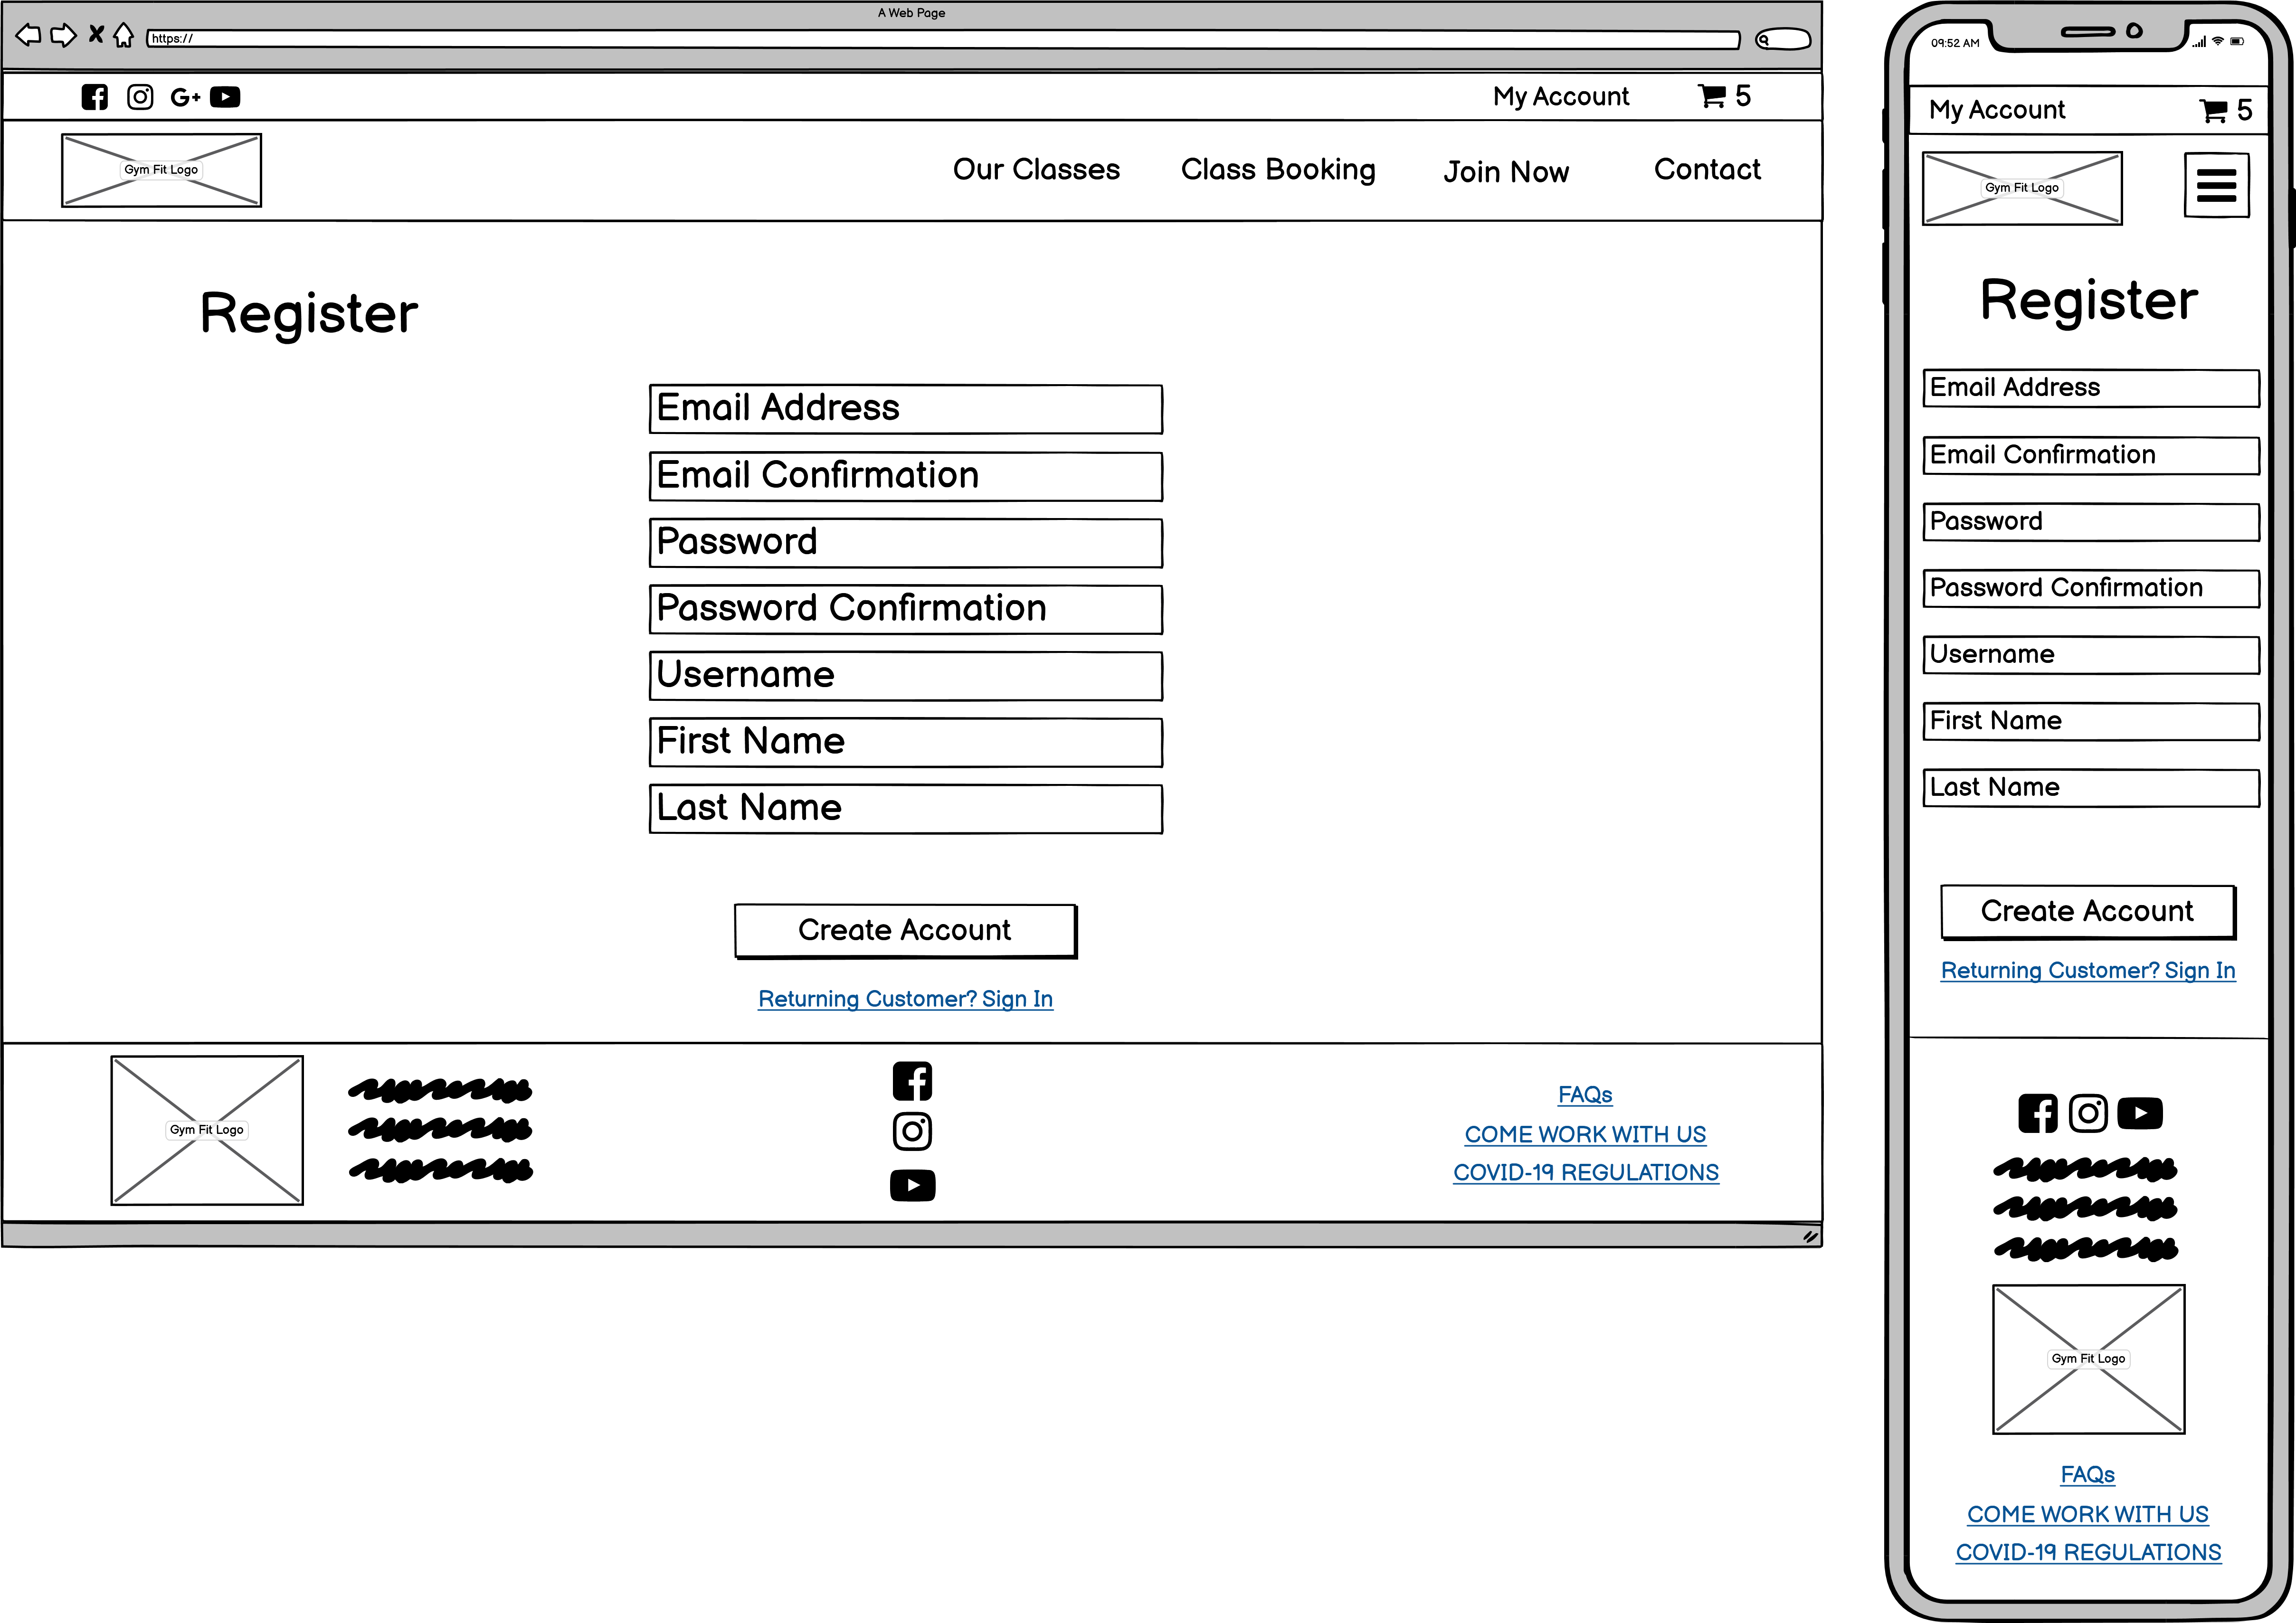 A Web Page
https://
My Account 5
Gym Fit Logo
Our Classes Class Booking Join Now Contact
Register
Email Address
Email Confirmation
Password
Password Confirmation
Username
First Name
Last Name
Create Account
Returning Customer? Sign In
Gym Fit Logo
FAQs
COME WORK WITH US
COVID-19 REGULATIONS
09:52 AM
My Account 5
Gym Fit Logo
Register
Email Address
Email Confirmation
Password
Password Confirmation
Username
First Name
Last Name
Create Account
Returning Customer? Sign In
Gym Fit Logo
FAQs
COME WORK WITH US
COVID-19 REGULATIONS